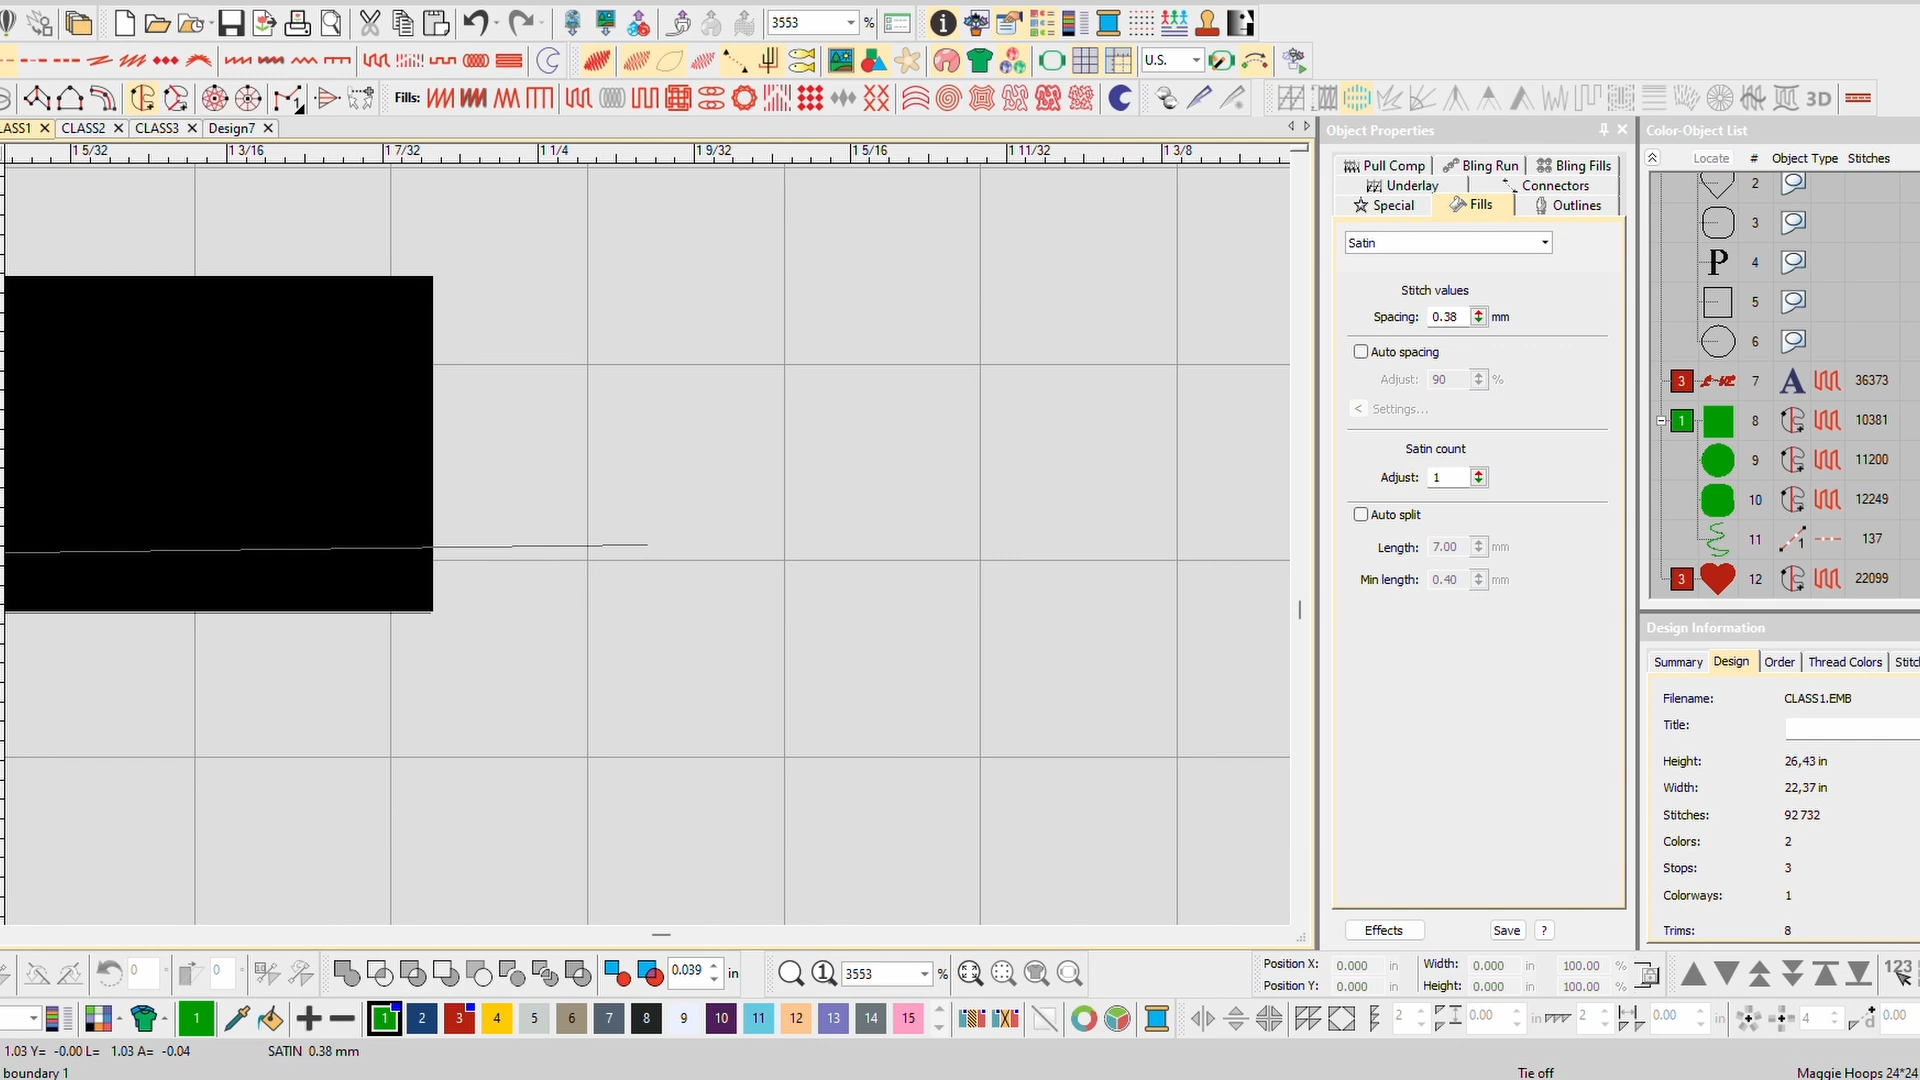 3553 %
U.S.
Fills:
3D
LASS1 CLASS2 CLASS3 Design7
1 5/32 1 3/16 1 7/32 1 1/4 1 9/32 1 5/16 1 11/32 1 3/8
Object Properties
Pull Comp Bling Run Bling Fills
Underlay Connectors
Special Fills Outlines
Satin
Stitch values
Spacing: 0.38 mm
Auto spacing
Adjust: 90 %
< Settings...
Satin count
Adjust: 1
Auto split
Length: 7.00 mm
Min length: 0.40 mm
Effects Save ?
Color-Object List
Locate # Object Type Stitches
2
3
P 4
5
6
3 7 A 36373
1 8 10381
9 11200
10 12249
11 1 137
3 12 22099
Design Information
Summary Design Order Thread Colors Stitc
Filename: CLASS1.EMB
Title:
Height: 26,43 in
Width: 22,37 in
Stitches: 92 732
Colors: 2
Stops: 3
Colorways: 1
Trims: 8
0 0 0.039 in 1 3553 %
Position X: 0.000 in Width: 0.000 in 100.00 %
Position Y: 0.000 in Height: 0.000 in 100.00 %
123
1 1 2 3 4 5 6 7 8 9 10 11 12 13 14 15 2 0.00 in 2 0.00 in 4 0.00
1.03 Y= -0.00 L= 1.03 A= -0.04 SATIN 0.38 mm
boundary 1 Tie off Maggie Hoops 24*24